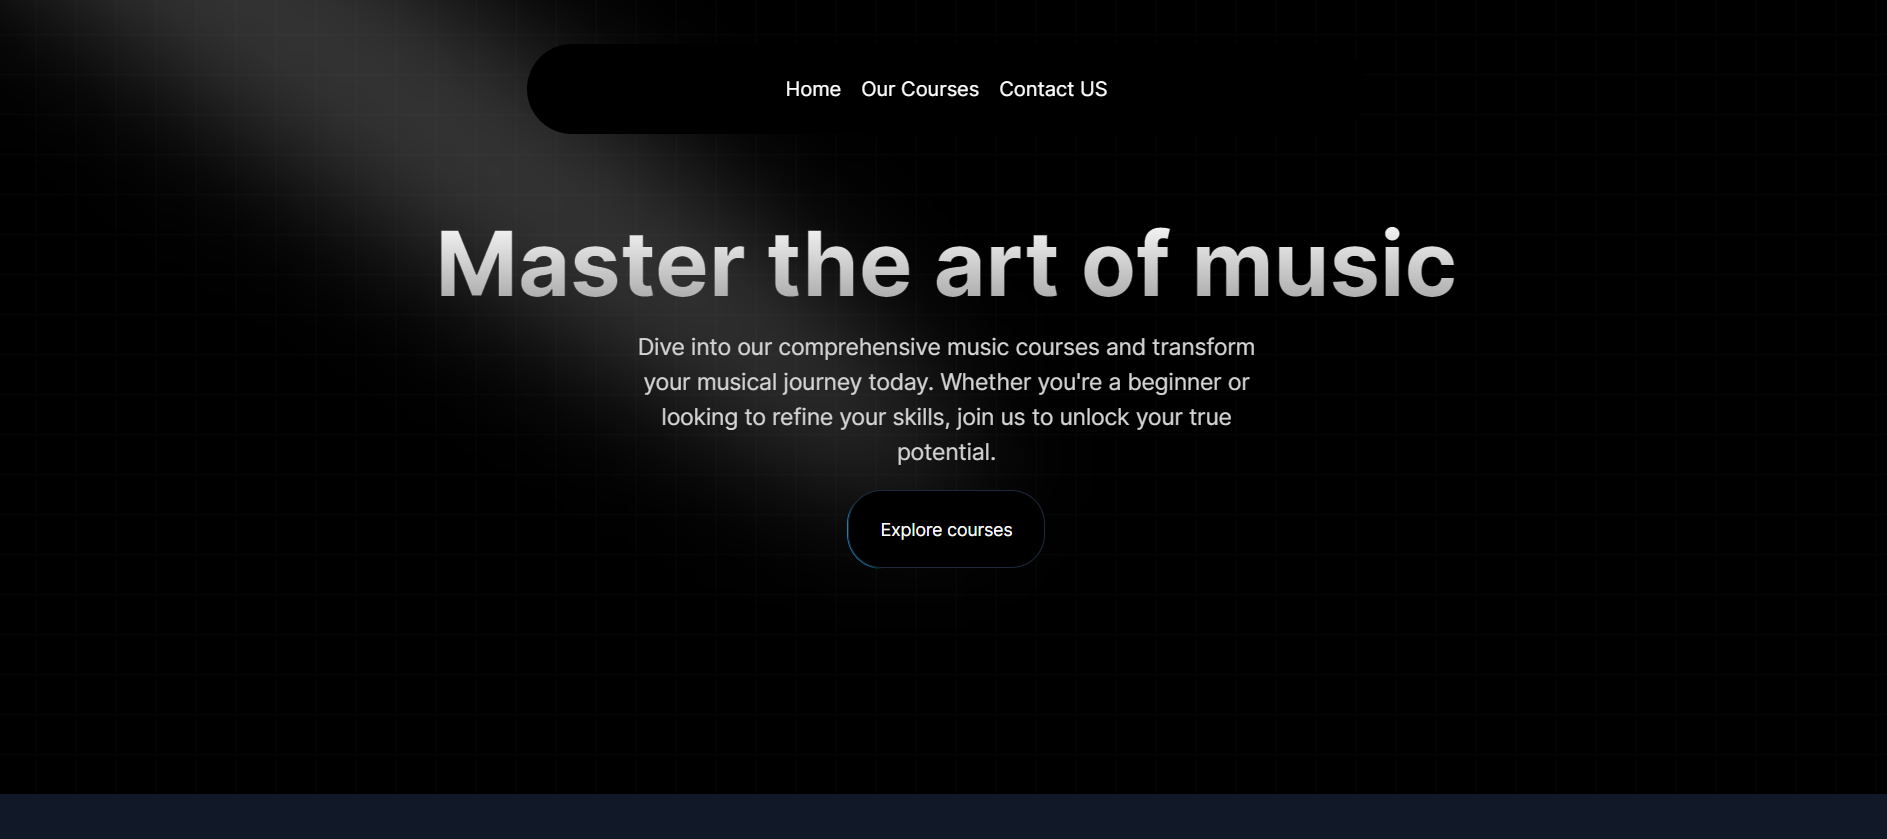 Home Our Courses Contact US
Master the art of music
Dive into our comprehensive music courses and transform
your musical journey today. Whether you're a beginner or
looking to refine your skills, join us to unlock your true
potential.
Explore courses